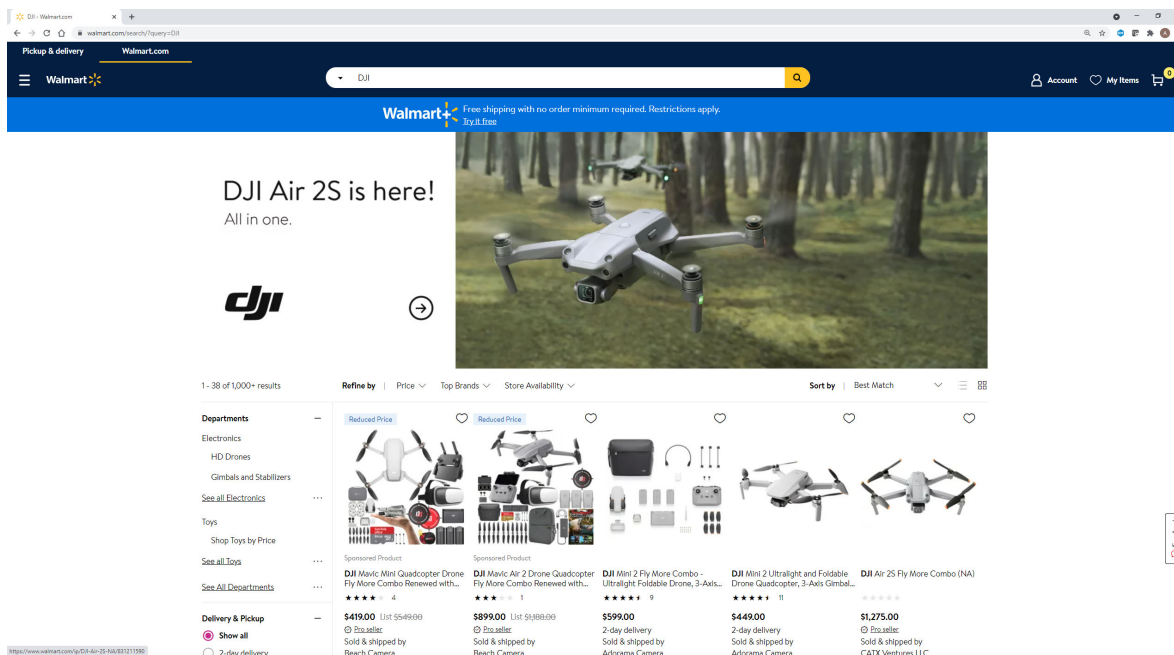 DJI - Walmart.com
walmart.com/search/?query=DJI
Pickup & delivery
Walmart.com
Walmart
DJI
Account
My Items
0
Walmart+
Free shipping with no order minimum required. Restrictions apply.
Try it free
DJI Air 2S is here!
All in one.
dji
1 - 38 of 1,000+ results
Refine by | Price
Top Brands
Store Availability
Sort by | Best Match
Departments
Electronics
HD Drones
Gimbals and Stabilizers
See all Electronics
Toys
Shop Toys by Price
See all Toys
See All Departments
Delivery & Pickup
Show all
2-day delivery
Reduced Price
Sponsored Product
DJI Mavic Mini Quadcopter Drone
Fly More Combo Renewed with...
4
$419.00 List $549.00
Pro seller
Sold & shipped by
Beach Camera
Reduced Price
Sponsored Product
DJI Mavic Air 2 Drone Quadcopter
Fly More Combo Renewed with...
1
$899.00 List $1,188.00
Pro seller
Sold & shipped by
Beach Camera
DJI Mini 2 Fly More Combo -
Ultralight Foldable Drone, 3-Axis...
9
$599.00
2-day delivery
Sold & shipped by
Adorama Camera
DJI Mini 2 Ultralight and Foldable
Drone Quadcopter, 3-Axis Gimbal...
11
$449.00
2-day delivery
Sold & shipped by
Adorama Camera
DJI Air 2S Fly More Combo (NA)
$1,275.00
Pro seller
Sold & shipped by
CATX Ventures LLC
https://www.walmart.com/ip/DJI-Air-2S-NA/831211590